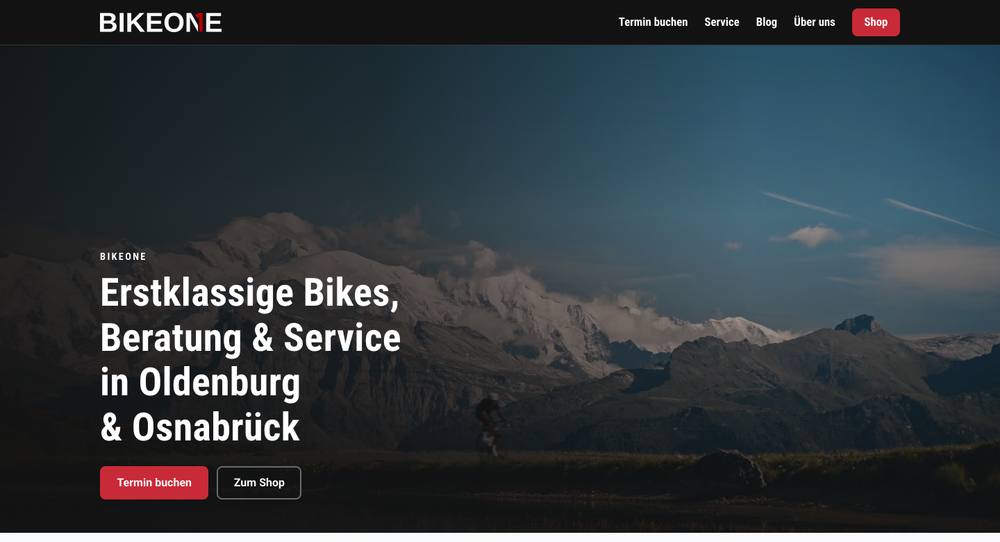 BIKEONE
Termin buchen
Service
Blog
Über uns
Shop
BIKEONE
Erstklassige Bikes,
Beratung & Service
in Oldenburg
& Osnabrück
Termin buchen
Zum Shop